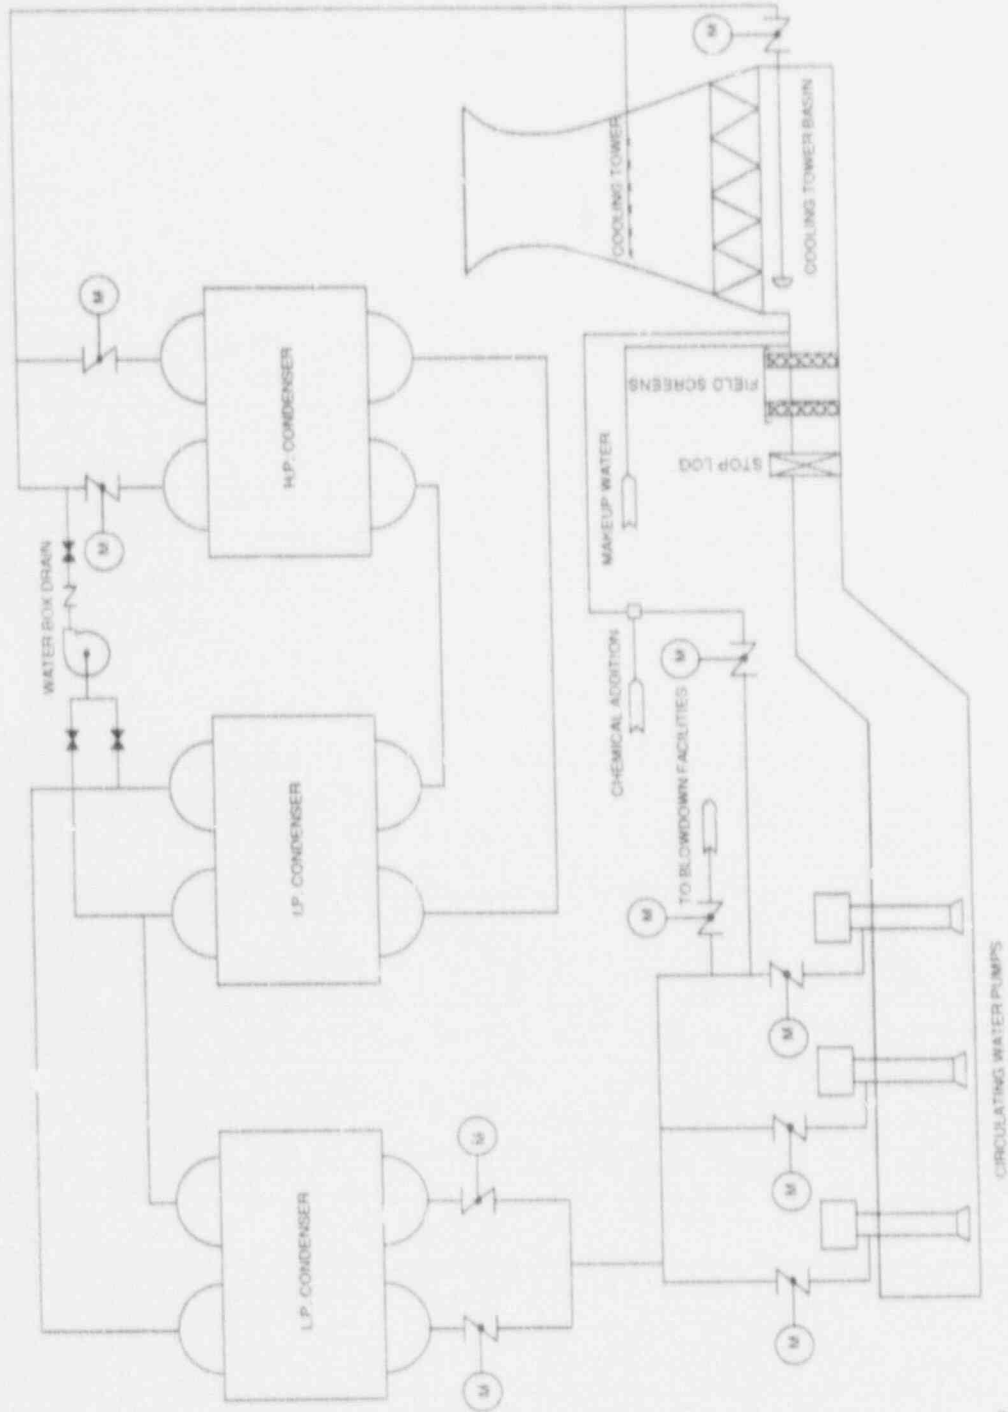 M
COOLING TOWER
COOLING TOWER BASIN
M
H.P. CONDENSER
M
FIELD SCREENS
STOP LOG
MAKEUP WATER
WATER BOX DRAIN
CHEMICAL ADDITION
M
I.P. CONDENSER
TO BLOWDOWN FACILITIES
M
L.P. CONDENSER
M
M
M
M
M
CIRCULATING WATER PUMPS